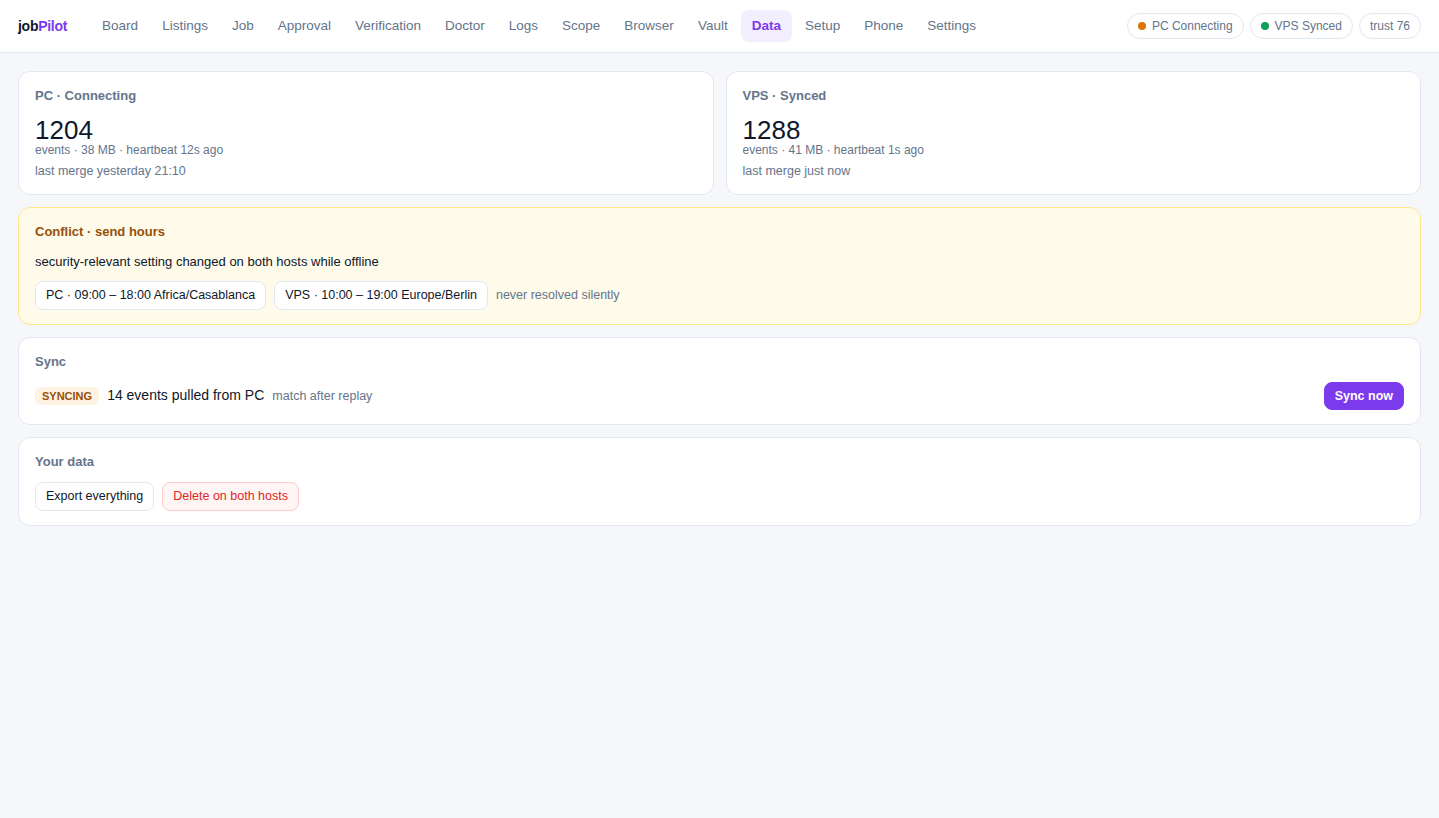 jobPilot Board Listings Job Approval Verification Doctor Logs Scope Browser Vault Data Setup Phone Settings PC Connecting VPS Synced trust 76
PC · Connecting
1204
events · 38 MB · heartbeat 12s ago
last merge yesterday 21:10
VPS · Synced
1288
events · 41 MB · heartbeat 1s ago
last merge just now
Conflict · send hours
security-relevant setting changed on both hosts while offline
PC · 09:00 – 18:00 Africa/Casablanca VPS · 10:00 – 19:00 Europe/Berlin never resolved silently
Sync
SYNCING 14 events pulled from PC match after replay Sync now
Your data
Export everything Delete on both hosts